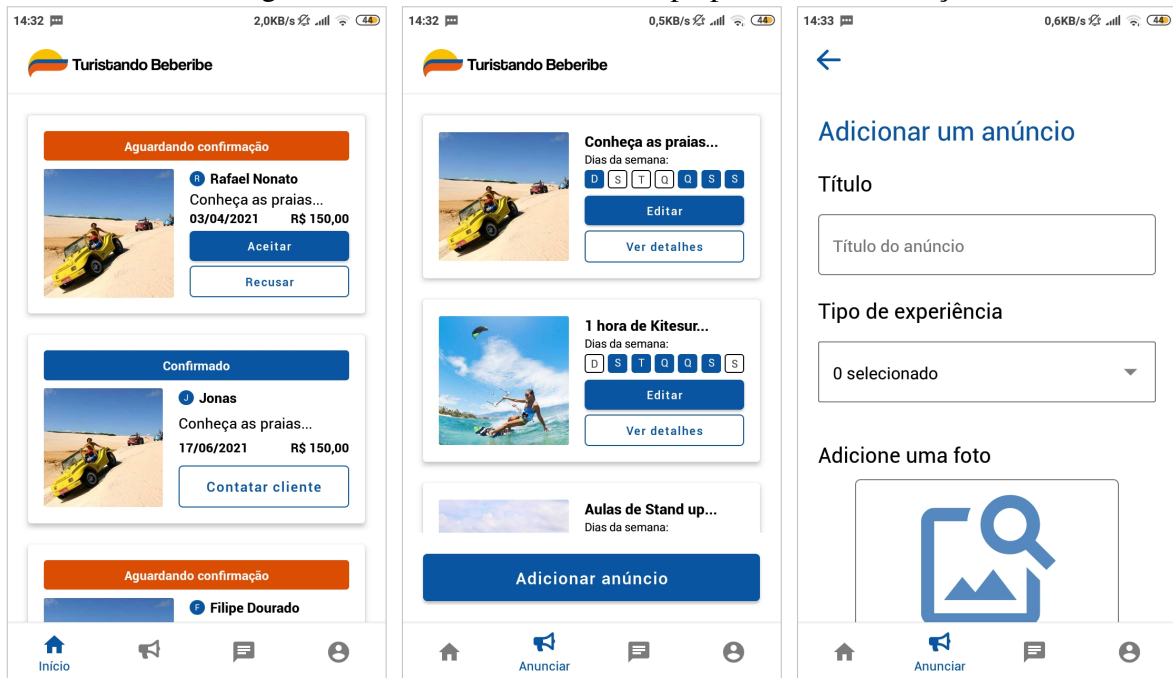 14:32 2,0KB/s 44
Turistando Beberibe
Aguardando confirmação
R Rafael Nonato
Conheça as praias...
03/04/2021 R$ 150,00
Aceitar
Recusar
Confirmado
J Jonas
Conheça as praias...
17/06/2021 R$ 150,00
Contatar cliente
Aguardando confirmação
F Filipe Dourado
Início
14:32 0,5KB/s 44
Turistando Beberibe
Conheça as praias...
Dias da semana:
D S T Q Q S S
Editar
Ver detalhes
1 hora de Kitesur...
Dias da semana:
D S T Q Q S S
Editar
Ver detalhes
Aulas de Stand up...
Dias da semana:
Adicionar anúncio
Anunciar
14:33 0,6KB/s 44
Adicionar um anúncio
Título
Título do anúncio
Tipo de experiência
0 selecionado
Adicione uma foto
Anunciar